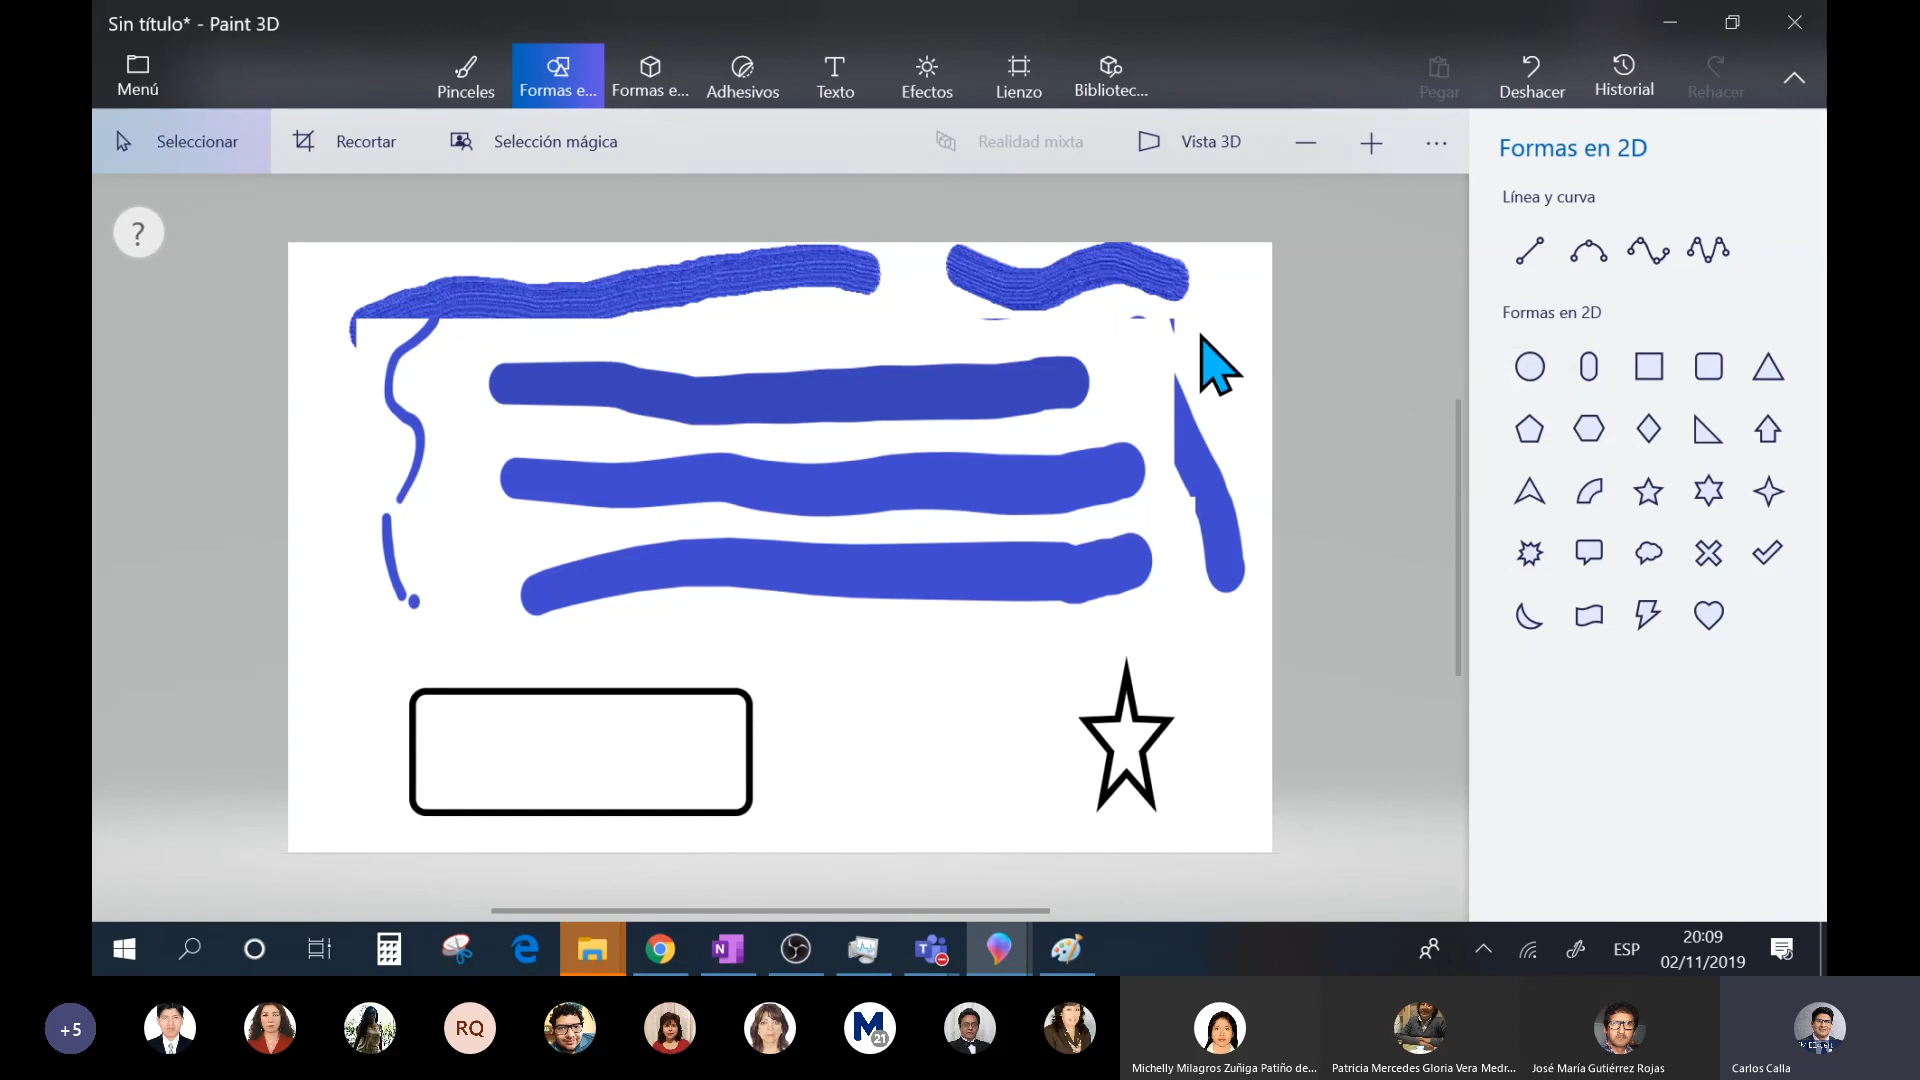 Sin título* - Paint 3D
Menú
Pinceles
Formas e...
Formas e...
Adhesivos
Texto
Efectos
Lienzo
Bibliotec...
Pegar
Deshacer
Historial
Rehacer
Seleccionar
Recortar
Selección mágica
Realidad mixta
Vista 3D
Formas en 2D
Línea y curva
Formas en 2D
?
ESP
20:09
02/11/2019
+5
RQ
M
21
Michelly Milagros Zuñiga Patiño de...
Patricia Mercedes Gloria Vera Medr...
José María Gutiérrez Rojas
Carlos Calla